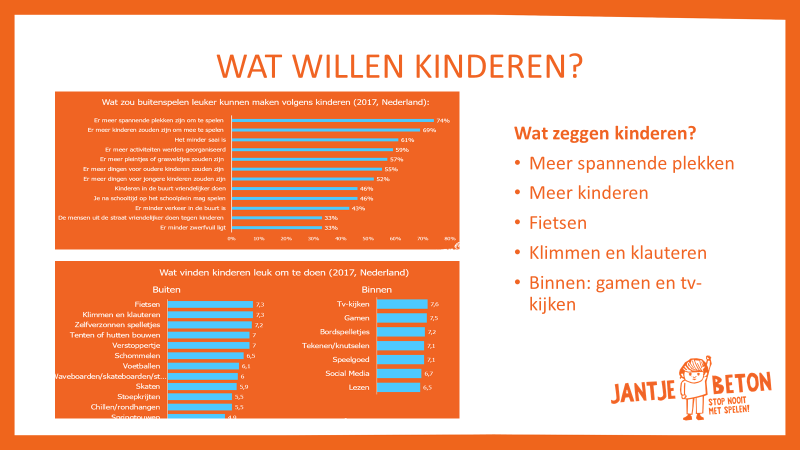 WAT WILLEN KINDEREN?
Wat zou buitenspelen leuker kunnen maken volgens kinderen (2017, Nederland):
Er meer spannende plekken zijn om te spelen 74%
Er meer kinderen zouden zijn om mee te spelen 69%
Het minder saai is 61%
Er meer activiteiten werden georganiseerd 59%
Er meer pleintjes of grasveldjes zouden zijn 57%
Er meer dingen voor oudere kinderen zouden zijn 55%
Er meer dingen voor jongere kinderen zouden zijn 52%
Kinderen in de buurt vriendelijker doen 46%
Je na schooltijd op het schoolplein mag spelen 46%
Er minder verkeer in de buurt is 43%
De mensen uit de straat vriendelijker doen tegen kinderen 33%
Er minder zwerfvuil ligt 33%
0% 10% 20% 30% 40% 50% 60% 70% 80%
Wat vinden kinderen leuk om te doen (2017, Nederland)
Buiten
Fietsen 7,3
Klimmen en klauteren 7,3
Zelfverzonnen spelletjes 7,2
Tenten of hutten bouwen 7
Verstoppertje 7
Schommelen 6,5
Voetballen 6,1
Waveboarden/skateboarden/st... 6
Skaten 5,9
Stoepkrijten 5,5
Chillen/rondhangen 5,5
Springtouwen 4,9
Binnen
Tv-kijken 7,6
Gamen 7,5
Bordspelletjes 7,2
Tekenen/knutselen 7,1
Speelgoed 7,1
Social Media 6,7
Lezen 6,5
Wat zeggen kinderen?
• Meer spannende plekken
• Meer kinderen
• Fietsen
• Klimmen en klauteren
• Binnen: gamen en tv-
kijken
JANTJE BETON
STOP NOOIT
MET SPELEN!